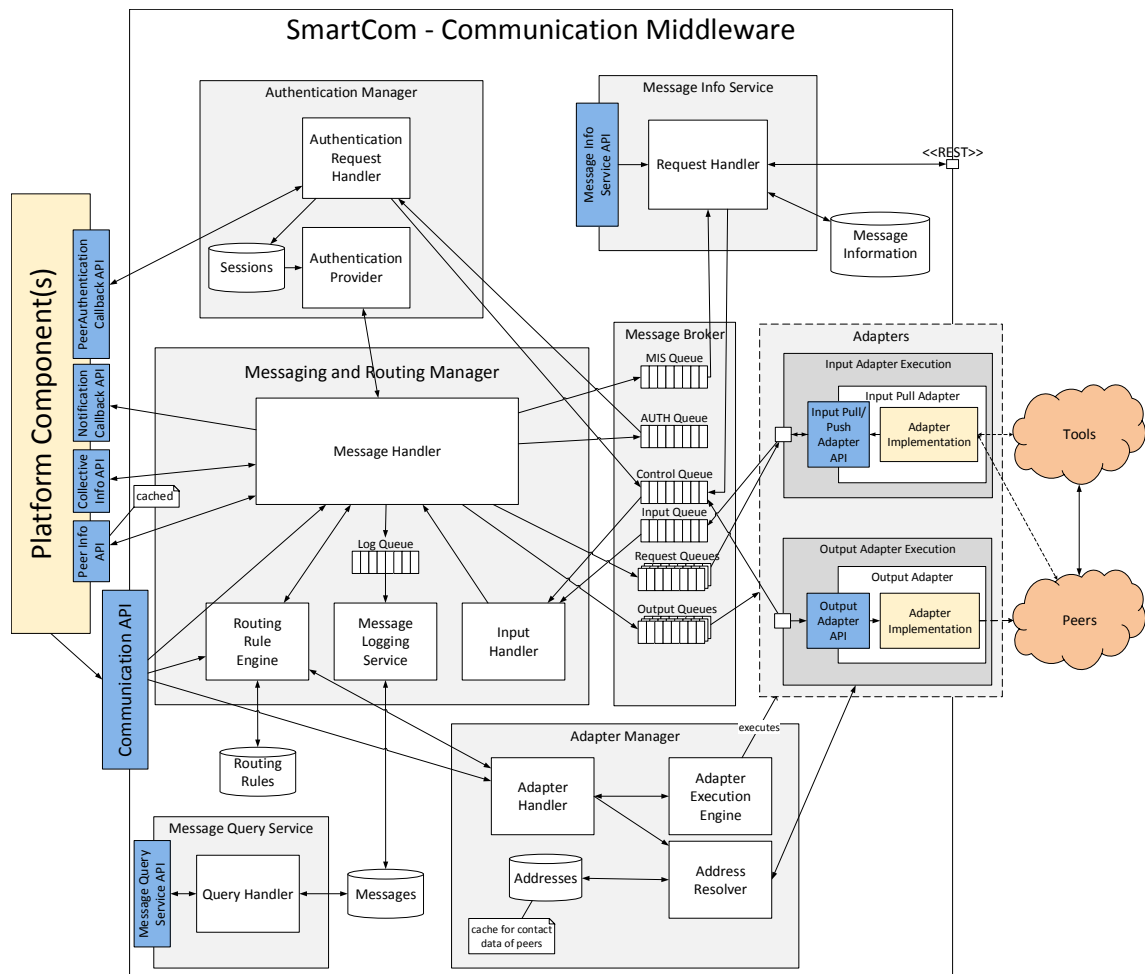 SmartCom - Communication Middleware
Authentication Manager
Authentication
Request
Handler
Sessions
Authentication
Provider
Message Info Service
Message Info
Service API
Request Handler
<<REST>>
Message
Information
Platform Component(s)
PeerAuthentication
Callback API
Notification
Callback API
Collective
Info API
Peer Info
API
cached
Communication API
Messaging and Routing Manager
Message Handler
Log Queue
Routing
Rule
Engine
Message
Logging
Service
Input
Handler
Routing
Rules
Message Broker
MIS Queue
AUTH Queue
Control Queue
Input Queue
Request Queues
Output Queues
Adapters
Input Adapter Execution
Input Pull Adapter
Input Pull/
Push
Adapter
API
Adapter
Implementation
Output Adapter Execution
Output Adapter
Output
Adapter
API
Adapter
Implementation
Tools
Peers
executes
Adapter Manager
Adapter
Handler
Adapter
Execution
Engine
Addresses
Address
Resolver
cache for contact
data of peers
Message Query Service
Message Query
Service API
Query Handler
Messages